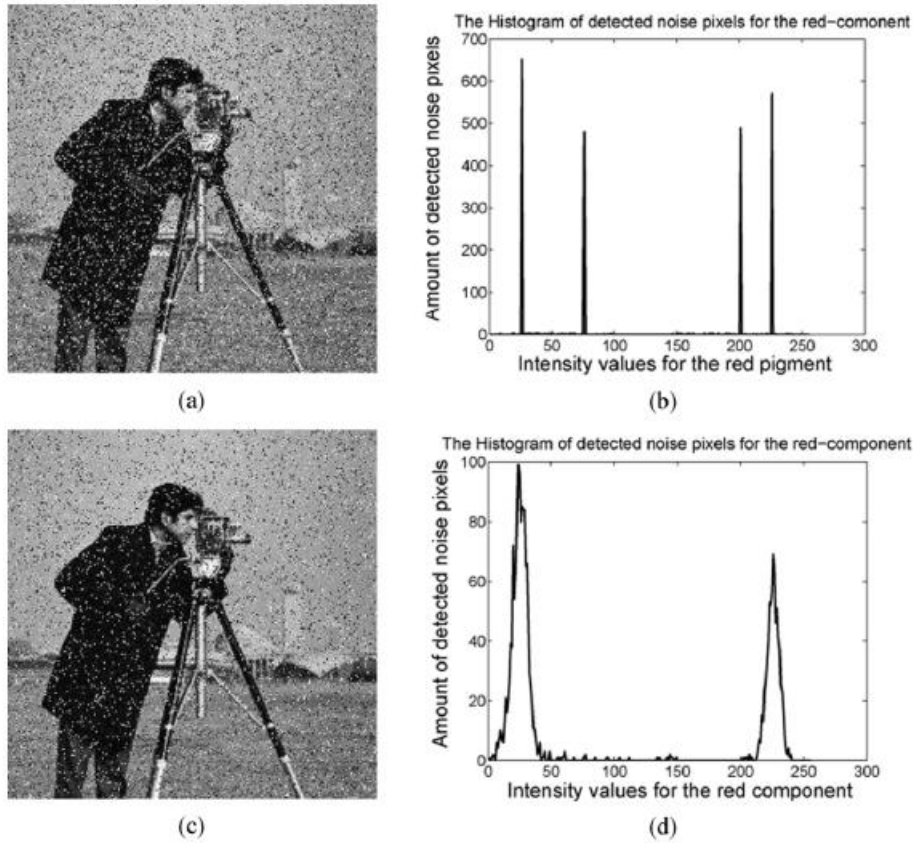 The Histogram of detected noise pixels for the red-component
700
600
500
400
300
200
100
0
Amount of detected noise pixels
0 50 100 150 200 250 300
Intensity values for the red pigment
(a)
(b)
The Histogram of detected noise pixels for the red-component
100
80
60
40
20
0
Amount of detected noise pixels
0 50 100 150 200 250 300
Intensity values for the red component
(c)
(d)